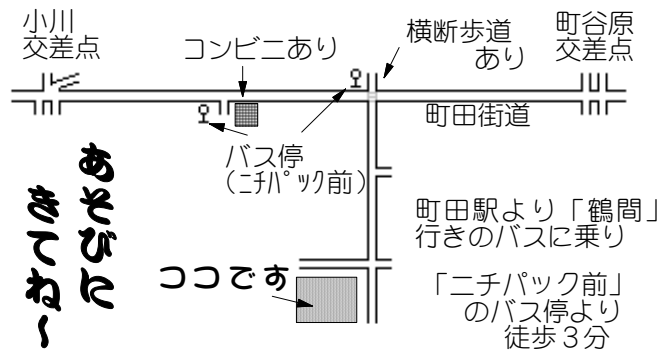 小川
交差点
コンビニあり
横断歩道
あり
町谷原
交差点
町田街道
バス停
(ﾆﾁﾊﾟｯｸ前)
あそびに
きてね〜
ココです
町田駅より「鶴間」
行きのバスに乗り
「ニチパック前」
のバス停より
徒歩３分